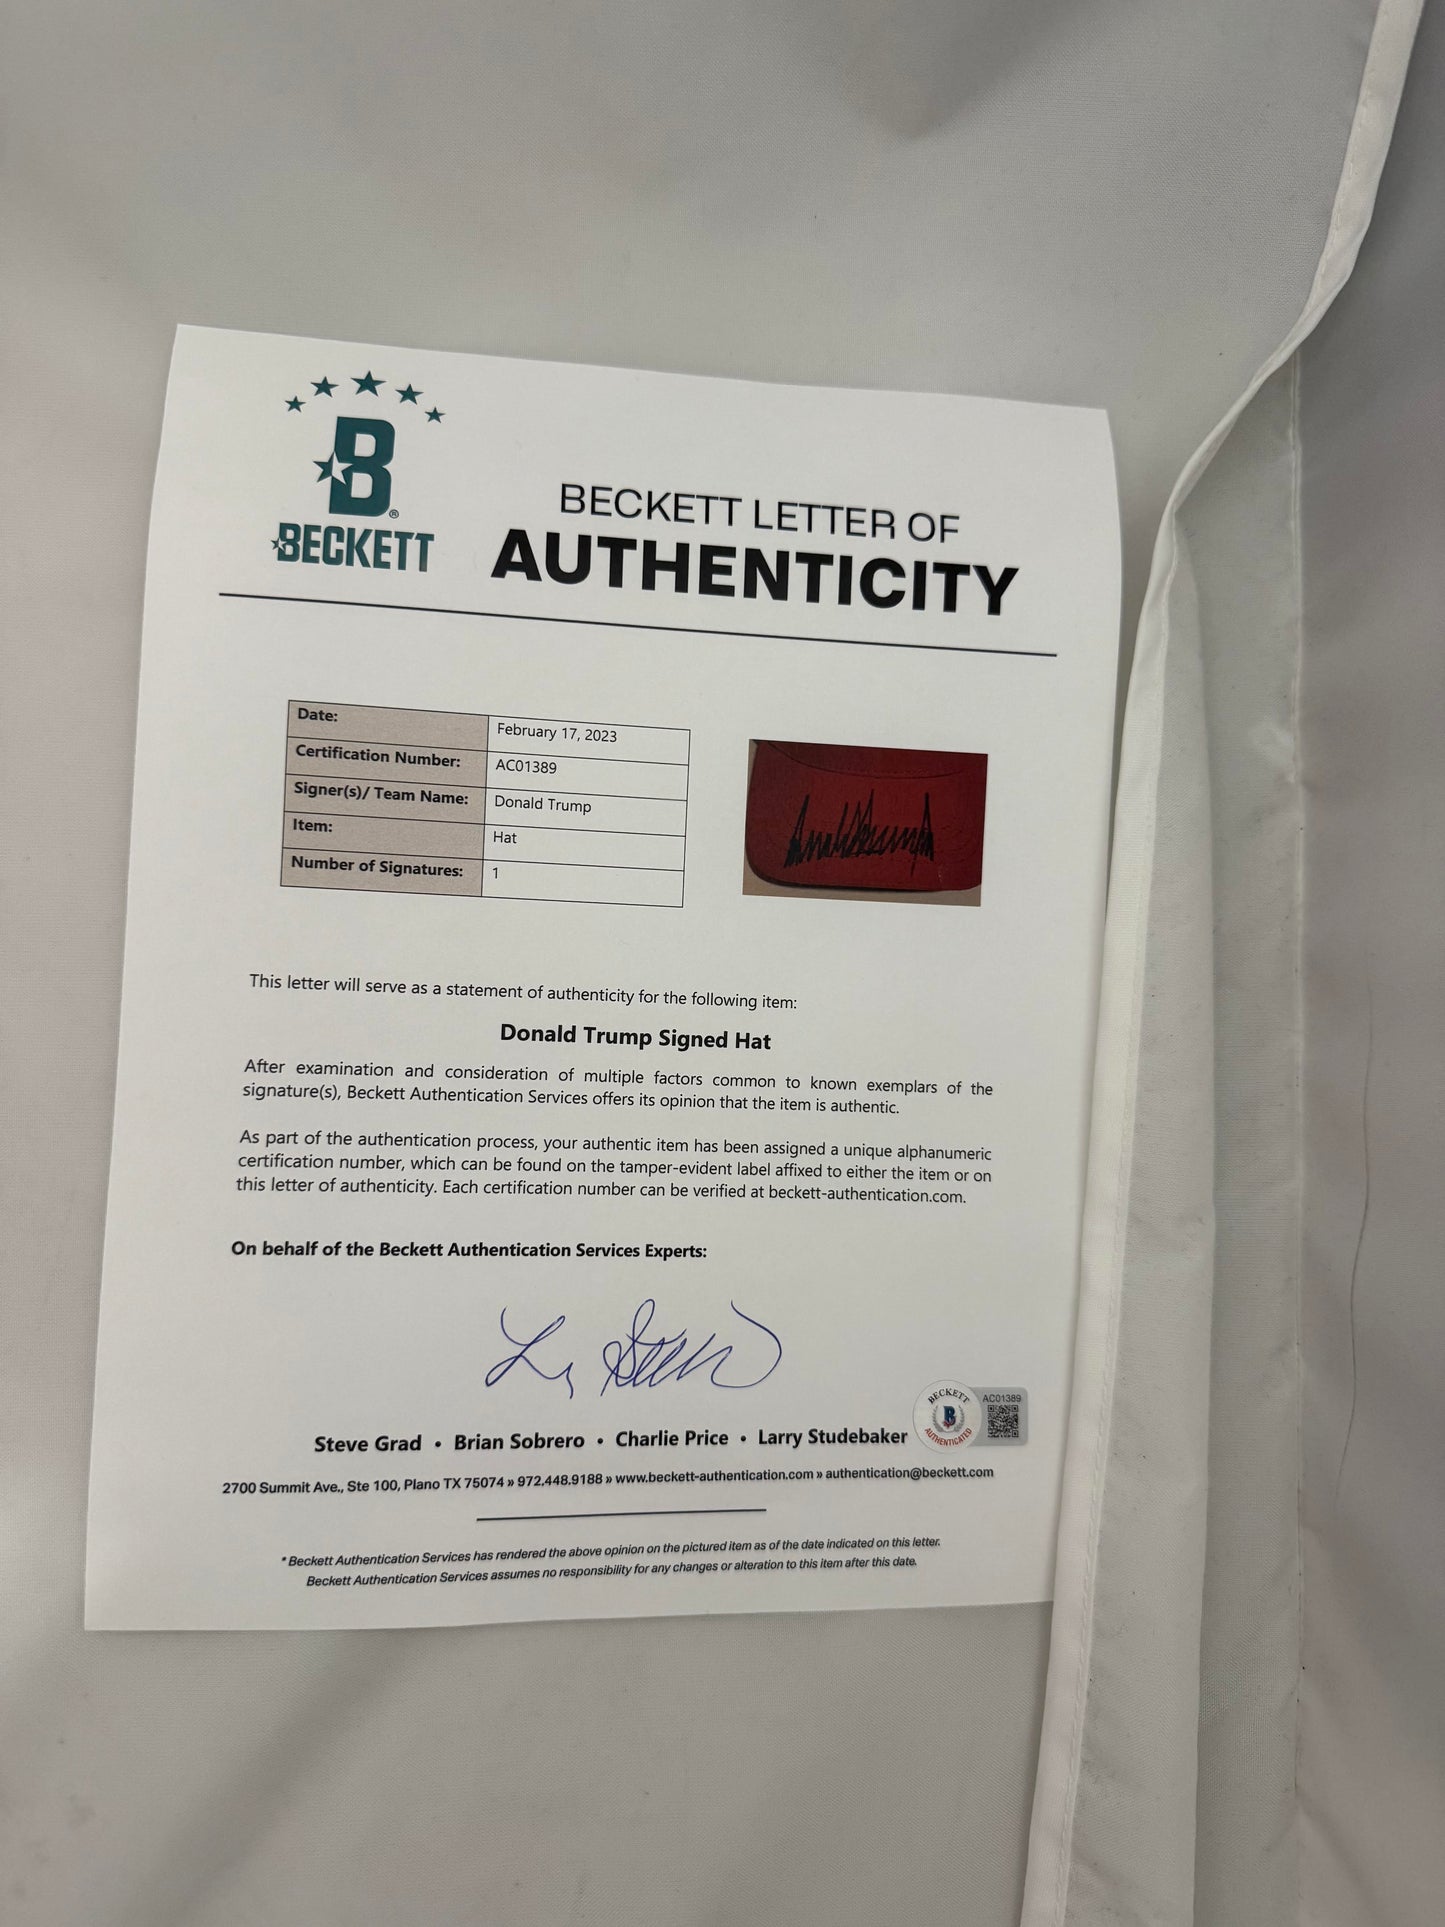 B®
BECKETT
BECKETT LETTER OF
AUTHENTICITY
Date: February 17, 2023
Certification Number: AC01389
Signer(s)/ Team Name: Donald Trump
Item: Hat
Number of Signatures: 1
Donald Trump
This letter will serve as a statement of authenticity for the following item:
Donald Trump Signed Hat
After examination and consideration of multiple factors common to known exemplars of the
signature(s), Beckett Authentication Services offers its opinion that the item is authentic.
As part of the authentication process, your authentic item has been assigned a unique alphanumeric
certification number, which can be found on the tamper-evident label affixed to either the item or on
this letter of authenticity. Each certification number can be verified at beckett-authentication.com.
On behalf of the Beckett Authentication Services Experts:
BECKETT
B
AUTHENTICATED
AC01389
Steve Grad • Brian Sobrero • Charlie Price • Larry Studebaker
2700 Summit Ave., Ste 100, Plano TX 75074 » 972.448.9188 » www.beckett-authentication.com » authentication@beckett.com
* Beckett Authentication Services has rendered the above opinion on the pictured item as of the date indicated on this letter.
Beckett Authentication Services assumes no responsibility for any changes or alteration to this item after this date.